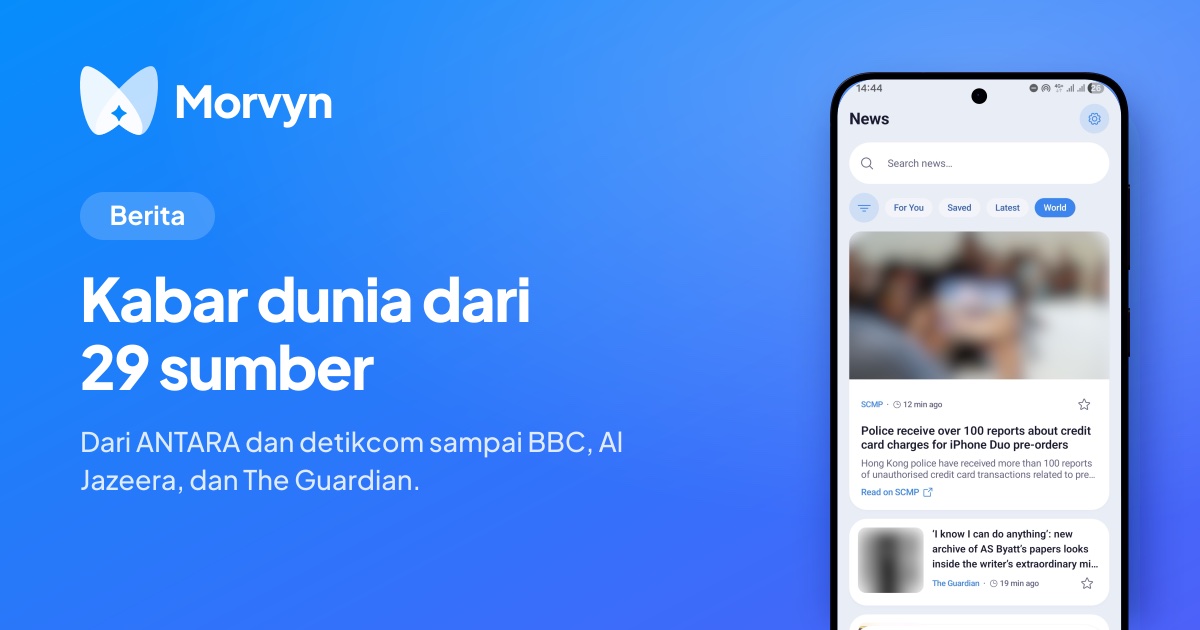 Morvyn
Berita
Kabar dunia dari
29 sumber
Dari ANTARA dan detikcom sampai BBC, Al
Jazeera, dan The Guardian.
14:44
26
News
Search news...
For You
Saved
Latest
World
SCMP · 12 min ago
Police receive over 100 reports about credit
card charges for iPhone Duo pre-orders
Hong Kong police have received more than 100 reports
of unauthorised credit card transactions related to pre...
Read on SCMP
'I know I can do anything': new
archive of AS Byatt's papers looks
inside the writer's extraordinary mi...
The Guardian · 19 min ago